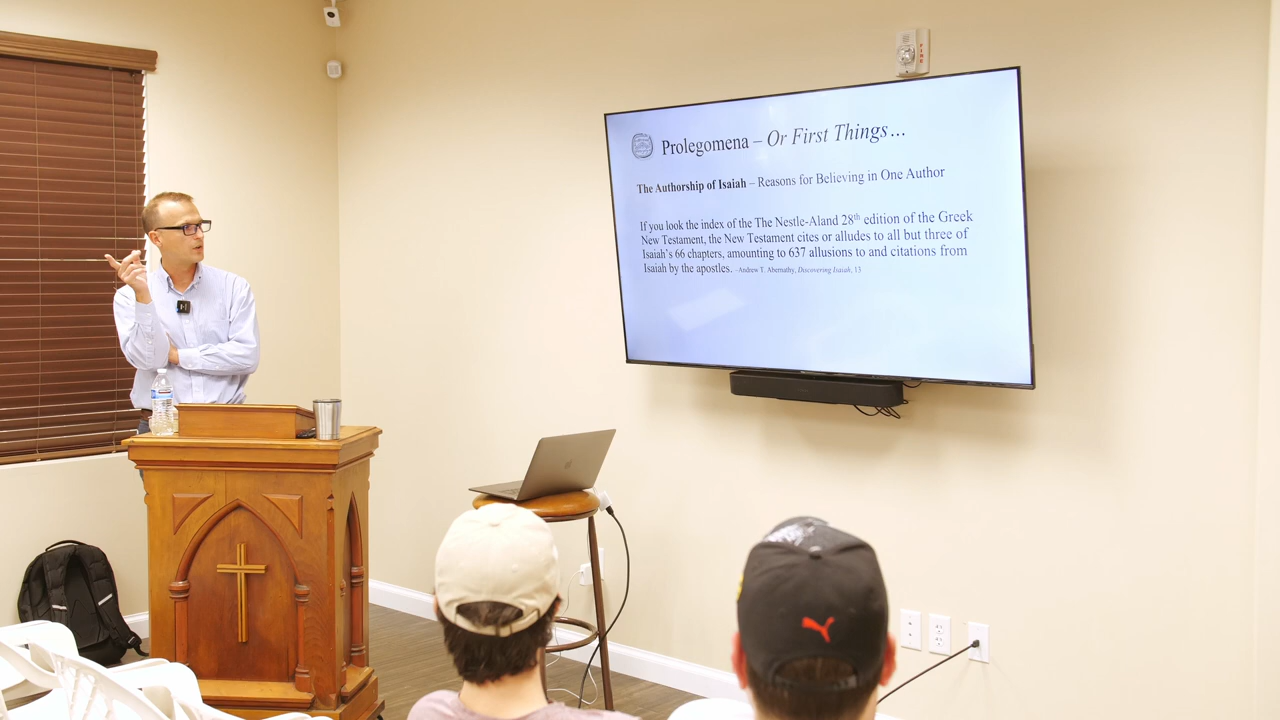 FIRE
Prolegomena – Or First Things…
The Authorship of Isaiah – Reasons for Believing in One Author
If you look the index of the The Nestle-Aland 28th edition of the Greek
New Testament, the New Testament cites or alludes to all but three of
Isaiah's 66 chapters, amounting to 637 allusions to and citations from
Isaiah by the apostles. –Andrew T. Abernathy, Discovering Isaiah, 13